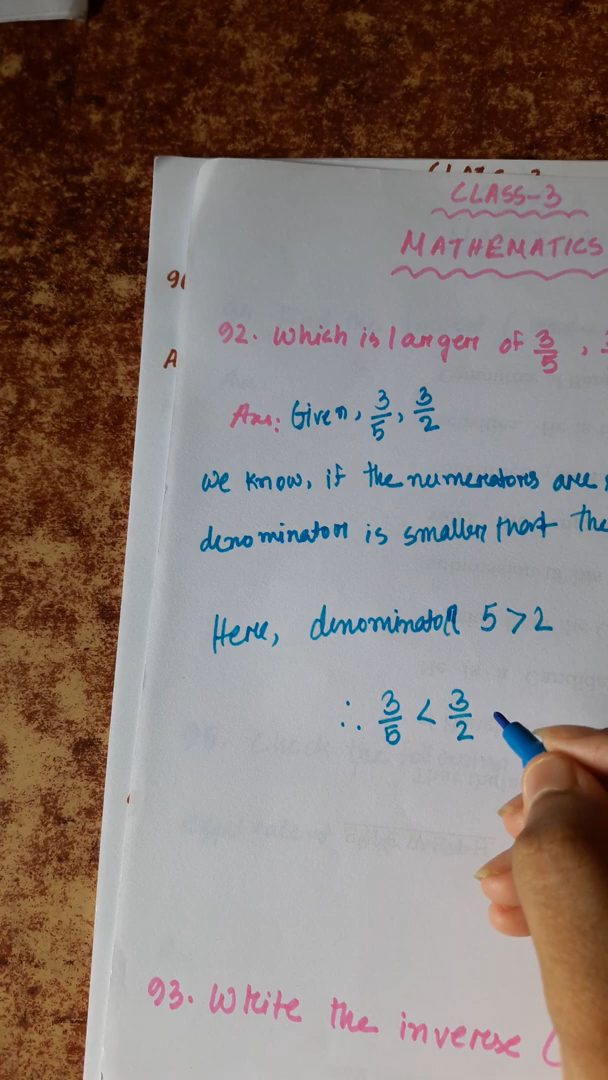 CLASS-3
MATHEMATICS
92. Which is larger of 3/5 ,
Ans: Given, 3/5, 3/2
we know, if the numerators are
denominator is smaller that the
Here, denominator 5 > 2
∴ 3/5 < 3/2
93. Write the inverse (